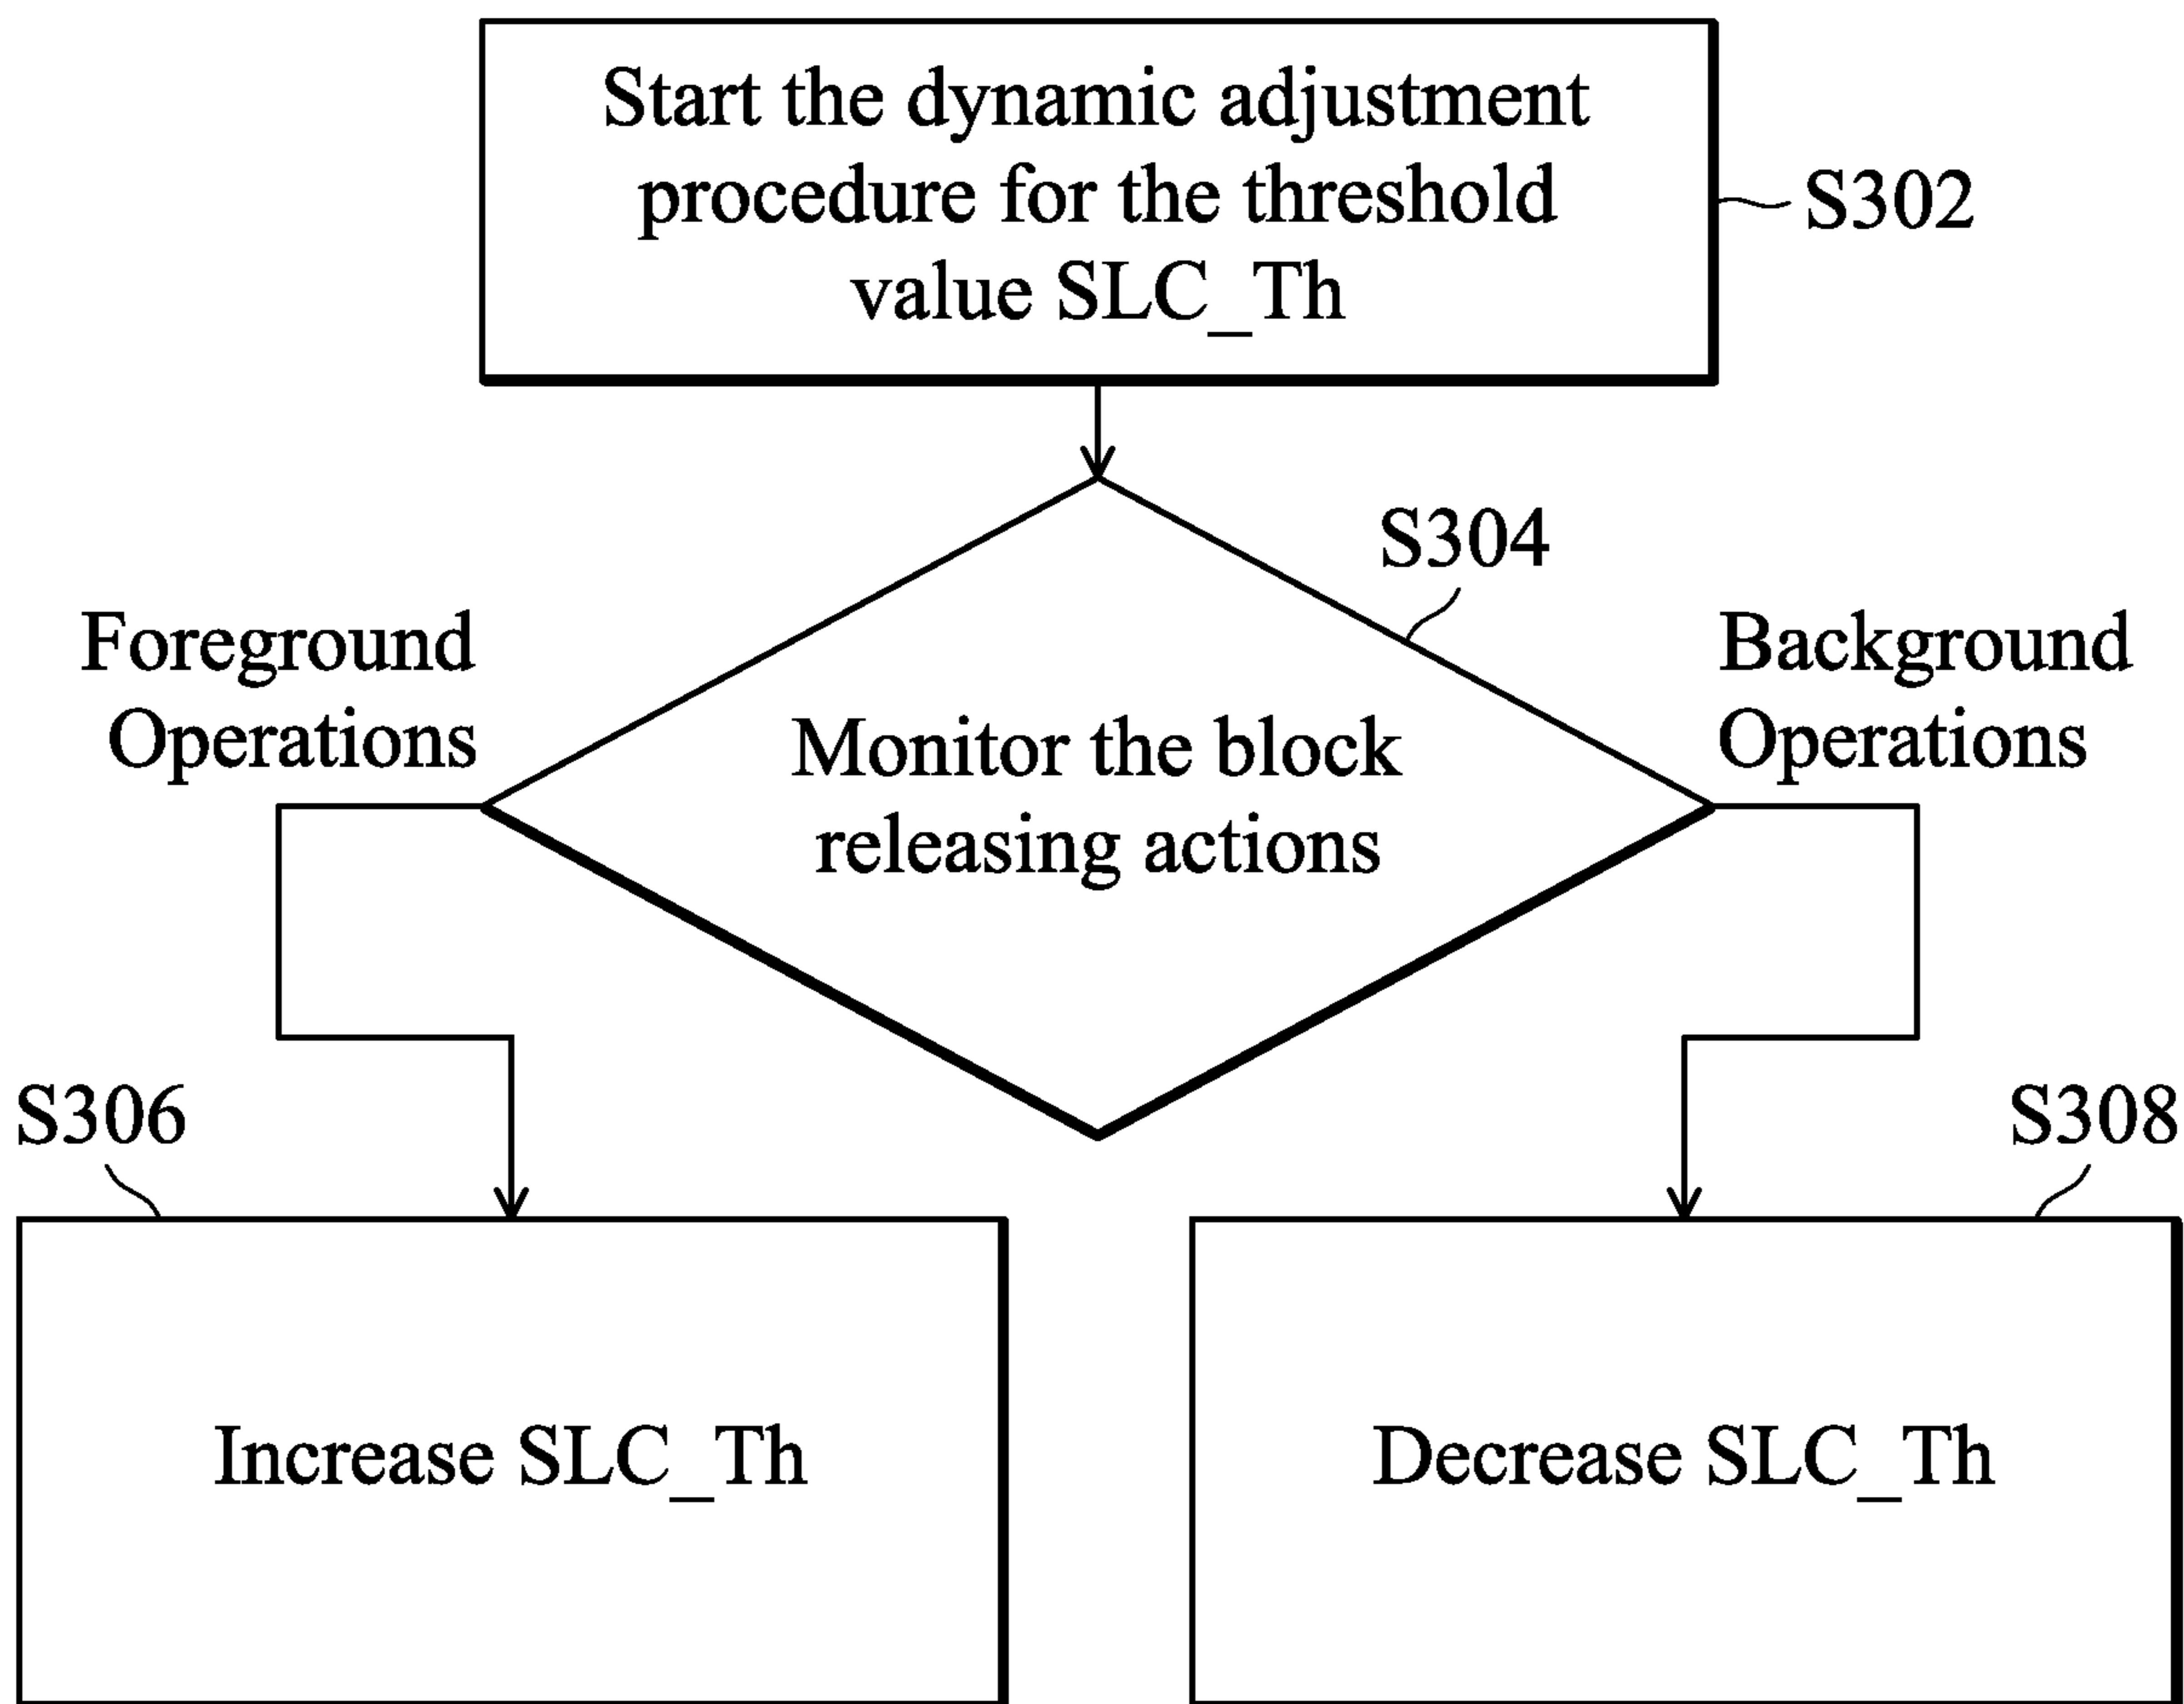 Start the dynamic adjustment
procedure for the threshold
value SLC_Th
S302
S304
Foreground
Operations
Monitor the block
releasing actions
Background
Operations
S306
S308
Increase SLC_Th
Decrease SLC_Th